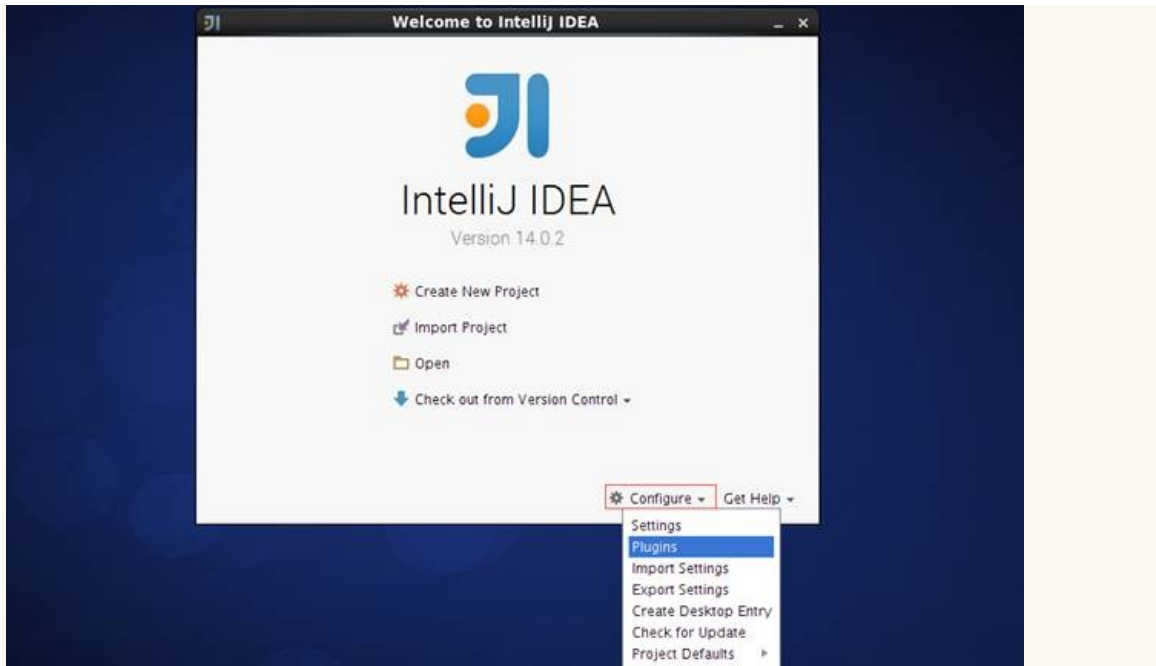 Welcome to IntelliJ IDEA
IntelliJ IDEA
Version 14.0.2
Create New Project
Import Project
Open
Check out from Version Control
Configure Get Help
Settings
Plugins
Import Settings
Export Settings
Create Desktop Entry
Check for Update
Project Defaults